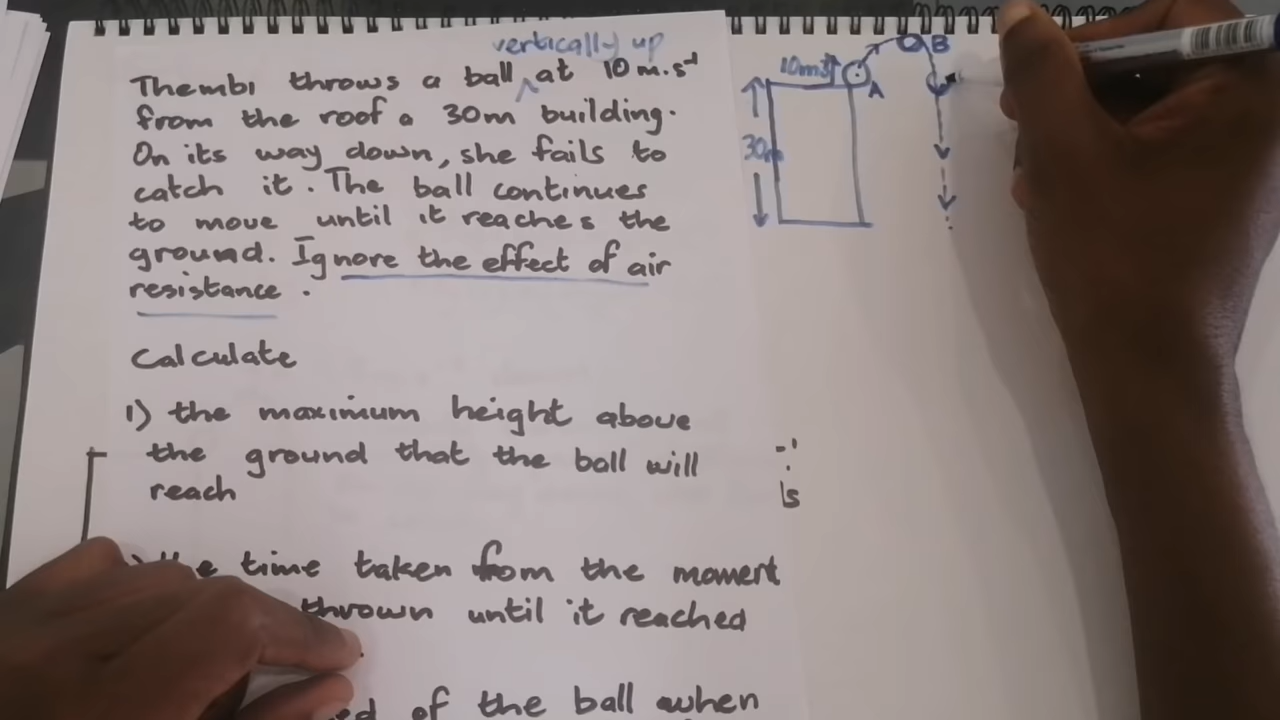 vertically up
Thembi throws a ball ^ at 10 m.s⁻¹
from the roof a 30m building.
On its way down, she fails to
catch it. The ball continues
to move until it reaches the
ground. Ignore the effect of air
resistance.
Calculate
1) the maximum height above
the ground that the ball will
reach
time taken from the moment
thrown until it reached
of the ball when
10ms
A
B
30m
-1
is